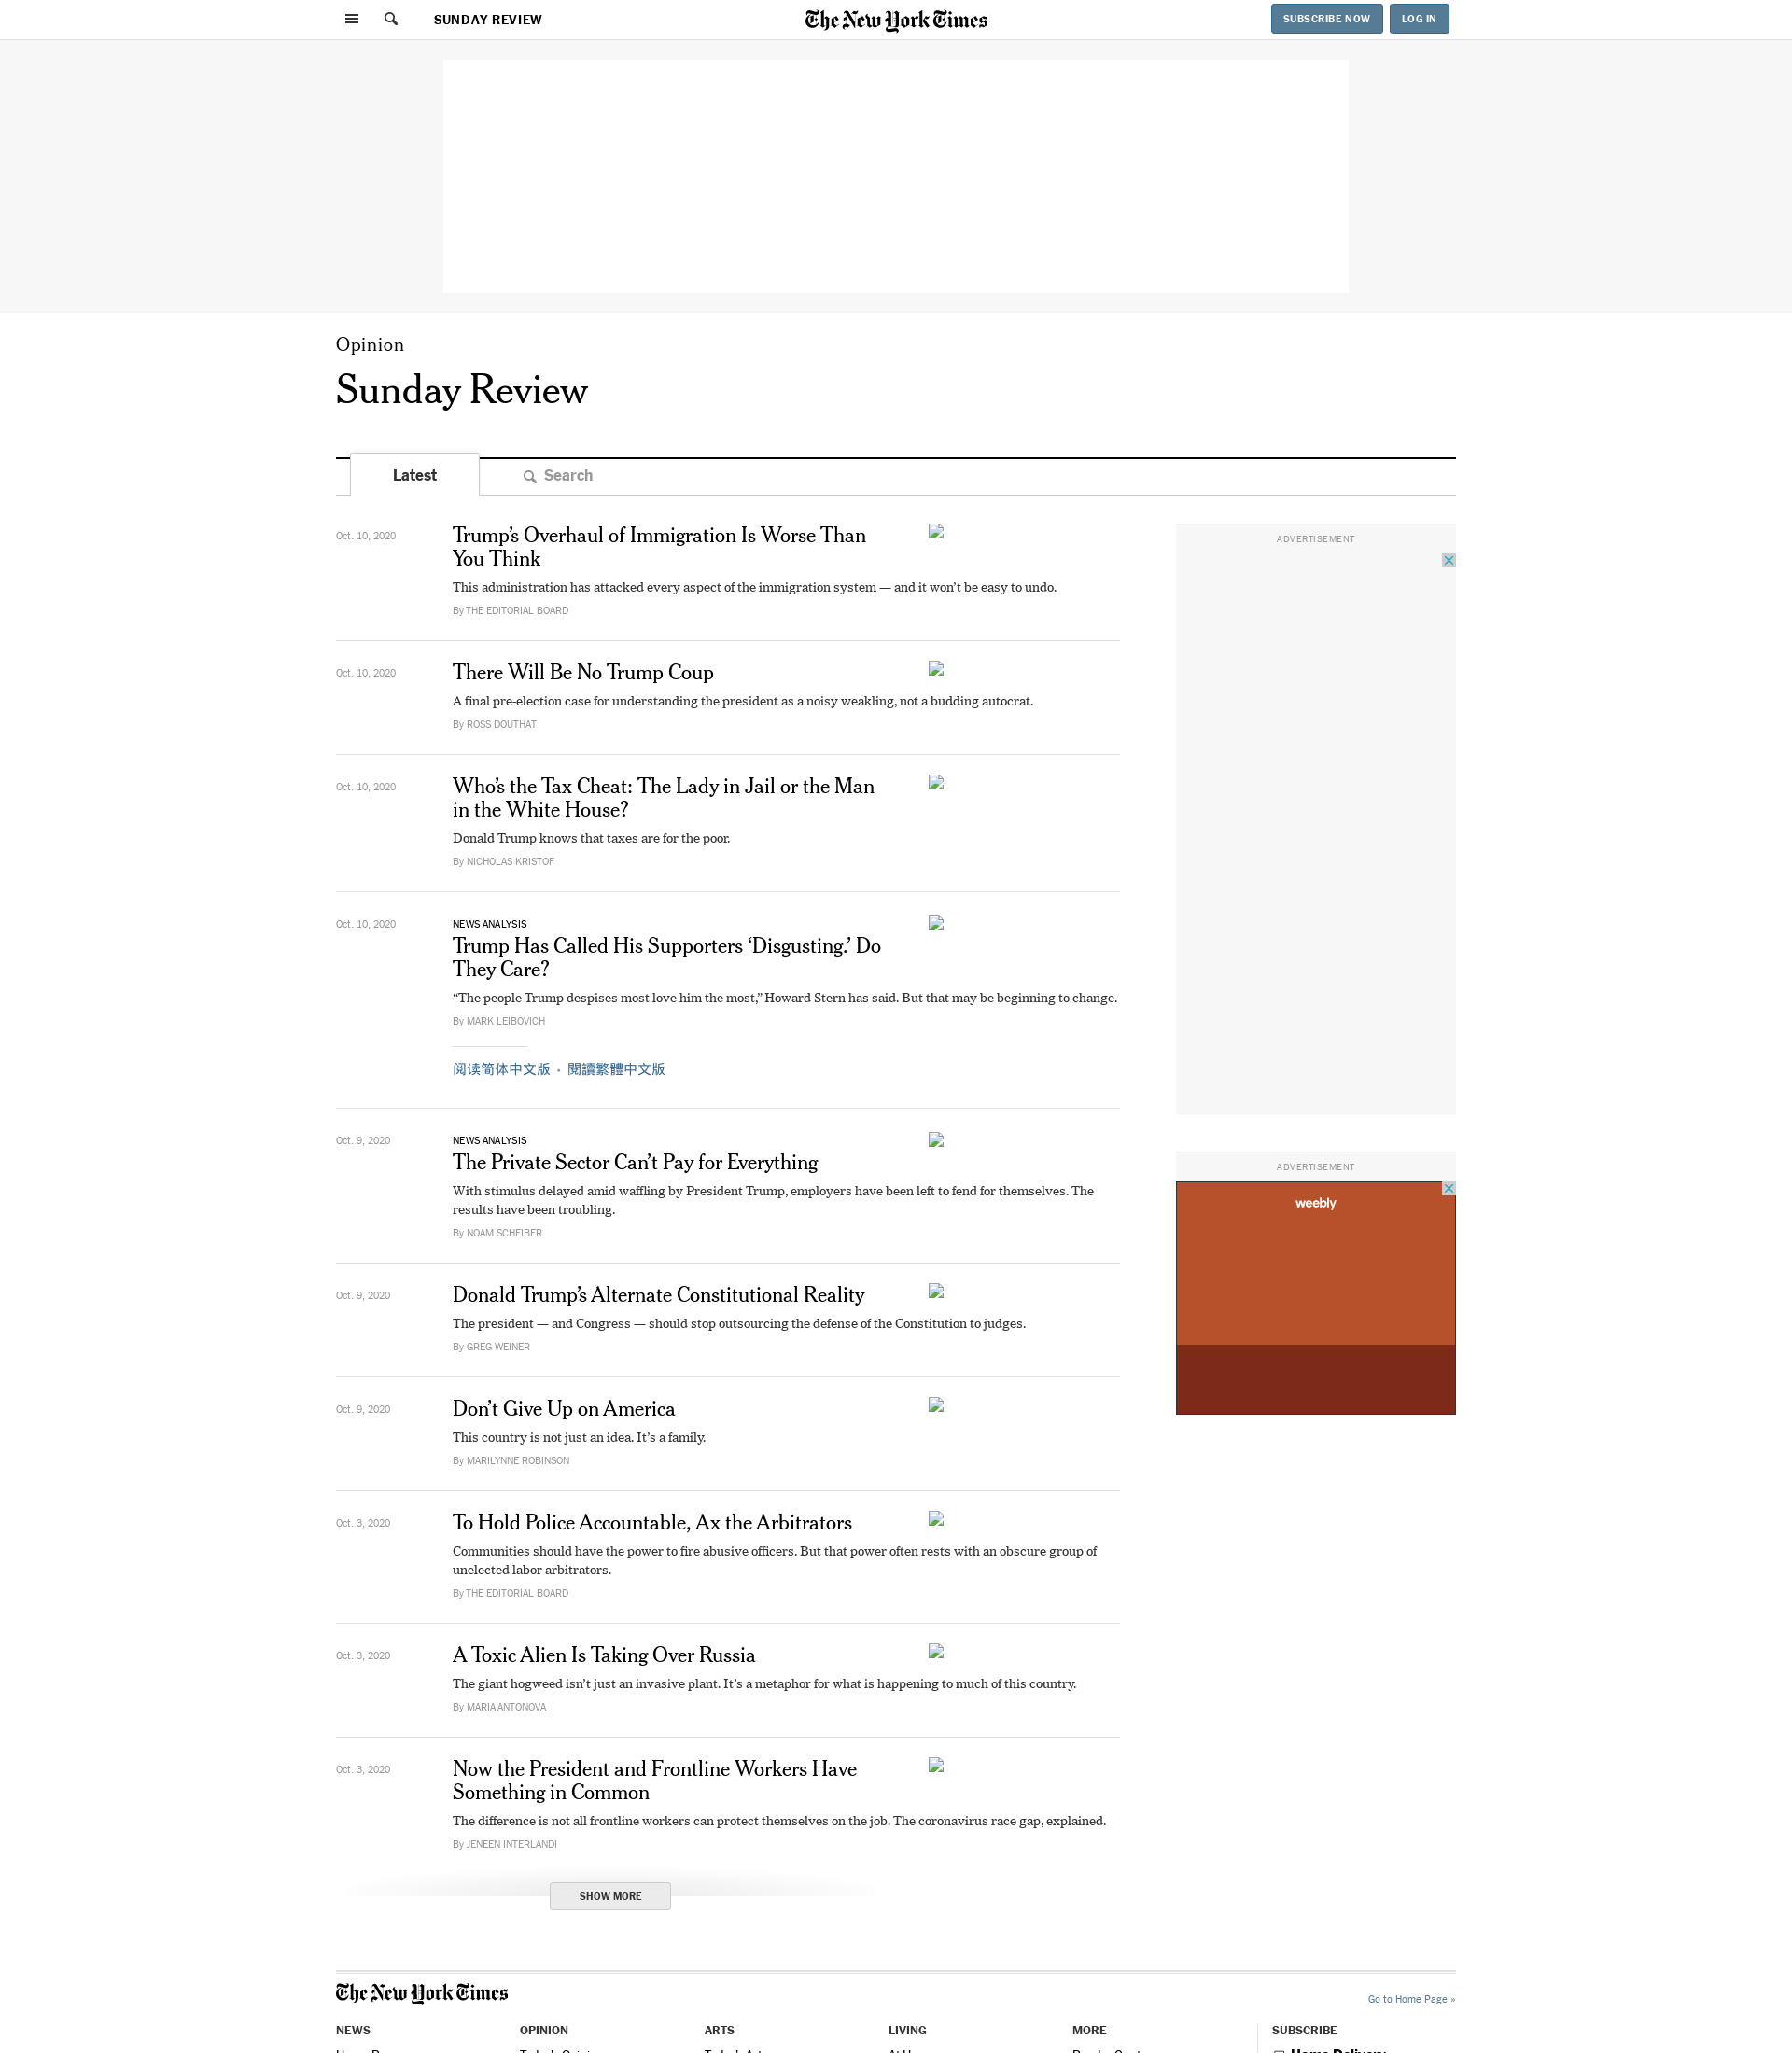 SUNDAY REVIEW
The New York Times
SUBSCRIBE NOW
LOG IN
Opinion
Sunday Review
Latest
Search
Oct. 10, 2020
Trump’s Overhaul of Immigration Is Worse Than
You Think
This administration has attacked every aspect of the immigration system — and it won’t be easy to undo.
By THE EDITORIAL BOARD
Oct. 10, 2020
There Will Be No Trump Coup
A final pre-election case for understanding the president as a noisy weakling, not a budding autocrat.
By ROSS DOUTHAT
Oct. 10, 2020
Who’s the Tax Cheat: The Lady in Jail or the Man
in the White House?
Donald Trump knows that taxes are for the poor.
By NICHOLAS KRISTOF
Oct. 10, 2020
NEWS ANALYSIS
Trump Has Called His Supporters ‘Disgusting.’ Do
They Care?
“The people Trump despises most love him the most,” Howard Stern has said. But that may be beginning to change.
By MARK LEIBOVICH
阅读简体中文版 • 閱讀繁體中文版
Oct. 9, 2020
NEWS ANALYSIS
The Private Sector Can’t Pay for Everything
With stimulus delayed amid waffling by President Trump, employers have been left to fend for themselves. The
results have been troubling.
By NOAM SCHEIBER
Oct. 9, 2020
Donald Trump’s Alternate Constitutional Reality
The president — and Congress — should stop outsourcing the defense of the Constitution to judges.
By GREG WEINER
Oct. 9, 2020
Don’t Give Up on America
This country is not just an idea. It’s a family.
By MARILYNNE ROBINSON
Oct. 3, 2020
To Hold Police Accountable, Ax the Arbitrators
Communities should have the power to fire abusive officers. But that power often rests with an obscure group of
unelected labor arbitrators.
By THE EDITORIAL BOARD
Oct. 3, 2020
A Toxic Alien Is Taking Over Russia
The giant hogweed isn’t just an invasive plant. It’s a metaphor for what is happening to much of this country.
By MARIA ANTONOVA
Oct. 3, 2020
Now the President and Frontline Workers Have
Something in Common
The difference is not all frontline workers can protect themselves on the job. The coronavirus race gap, explained.
By JENEEN INTERLANDI
SHOW MORE
ADVERTISEMENT
ADVERTISEMENT
weebly
The New York Times
Go to Home Page »
NEWS
OPINION
ARTS
LIVING
MORE
SUBSCRIBE